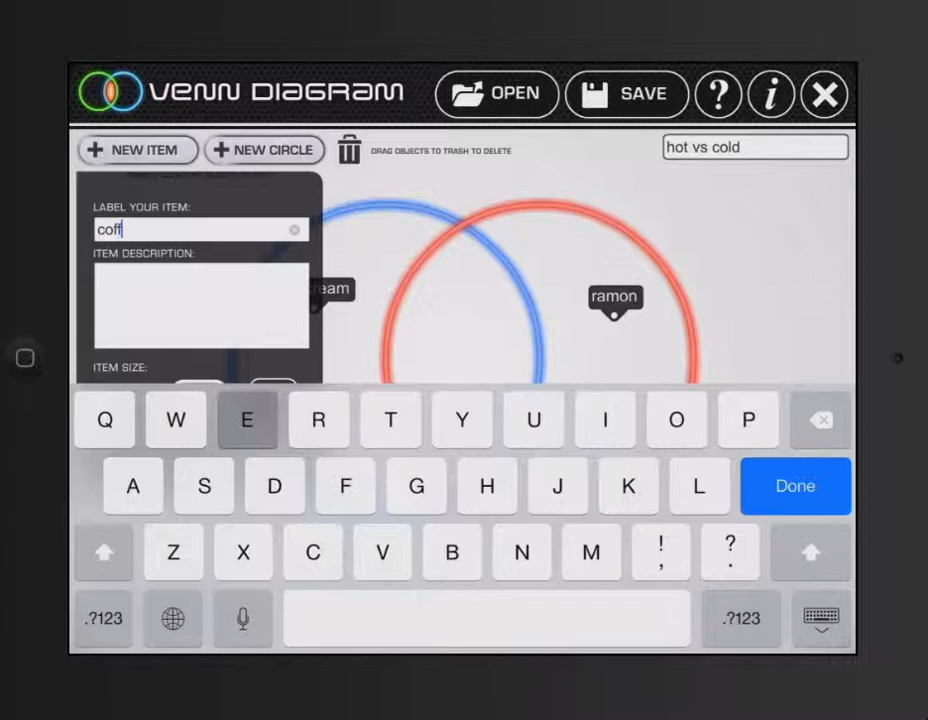 VENN DIAGRAM
OPEN
SAVE
?
i
+ NEW ITEM
+ NEW CIRCLE
DRAG OBJECTS TO TRASH TO DELETE
hot vs cold
LABEL YOUR ITEM:
coff
ITEM DESCRIPTION:
ream
ramon
ITEM SIZE:
Q W E R T Y U I O P
A S D F G H J K L Done
Z X C V B N M ! , ? .
.?123 .?123